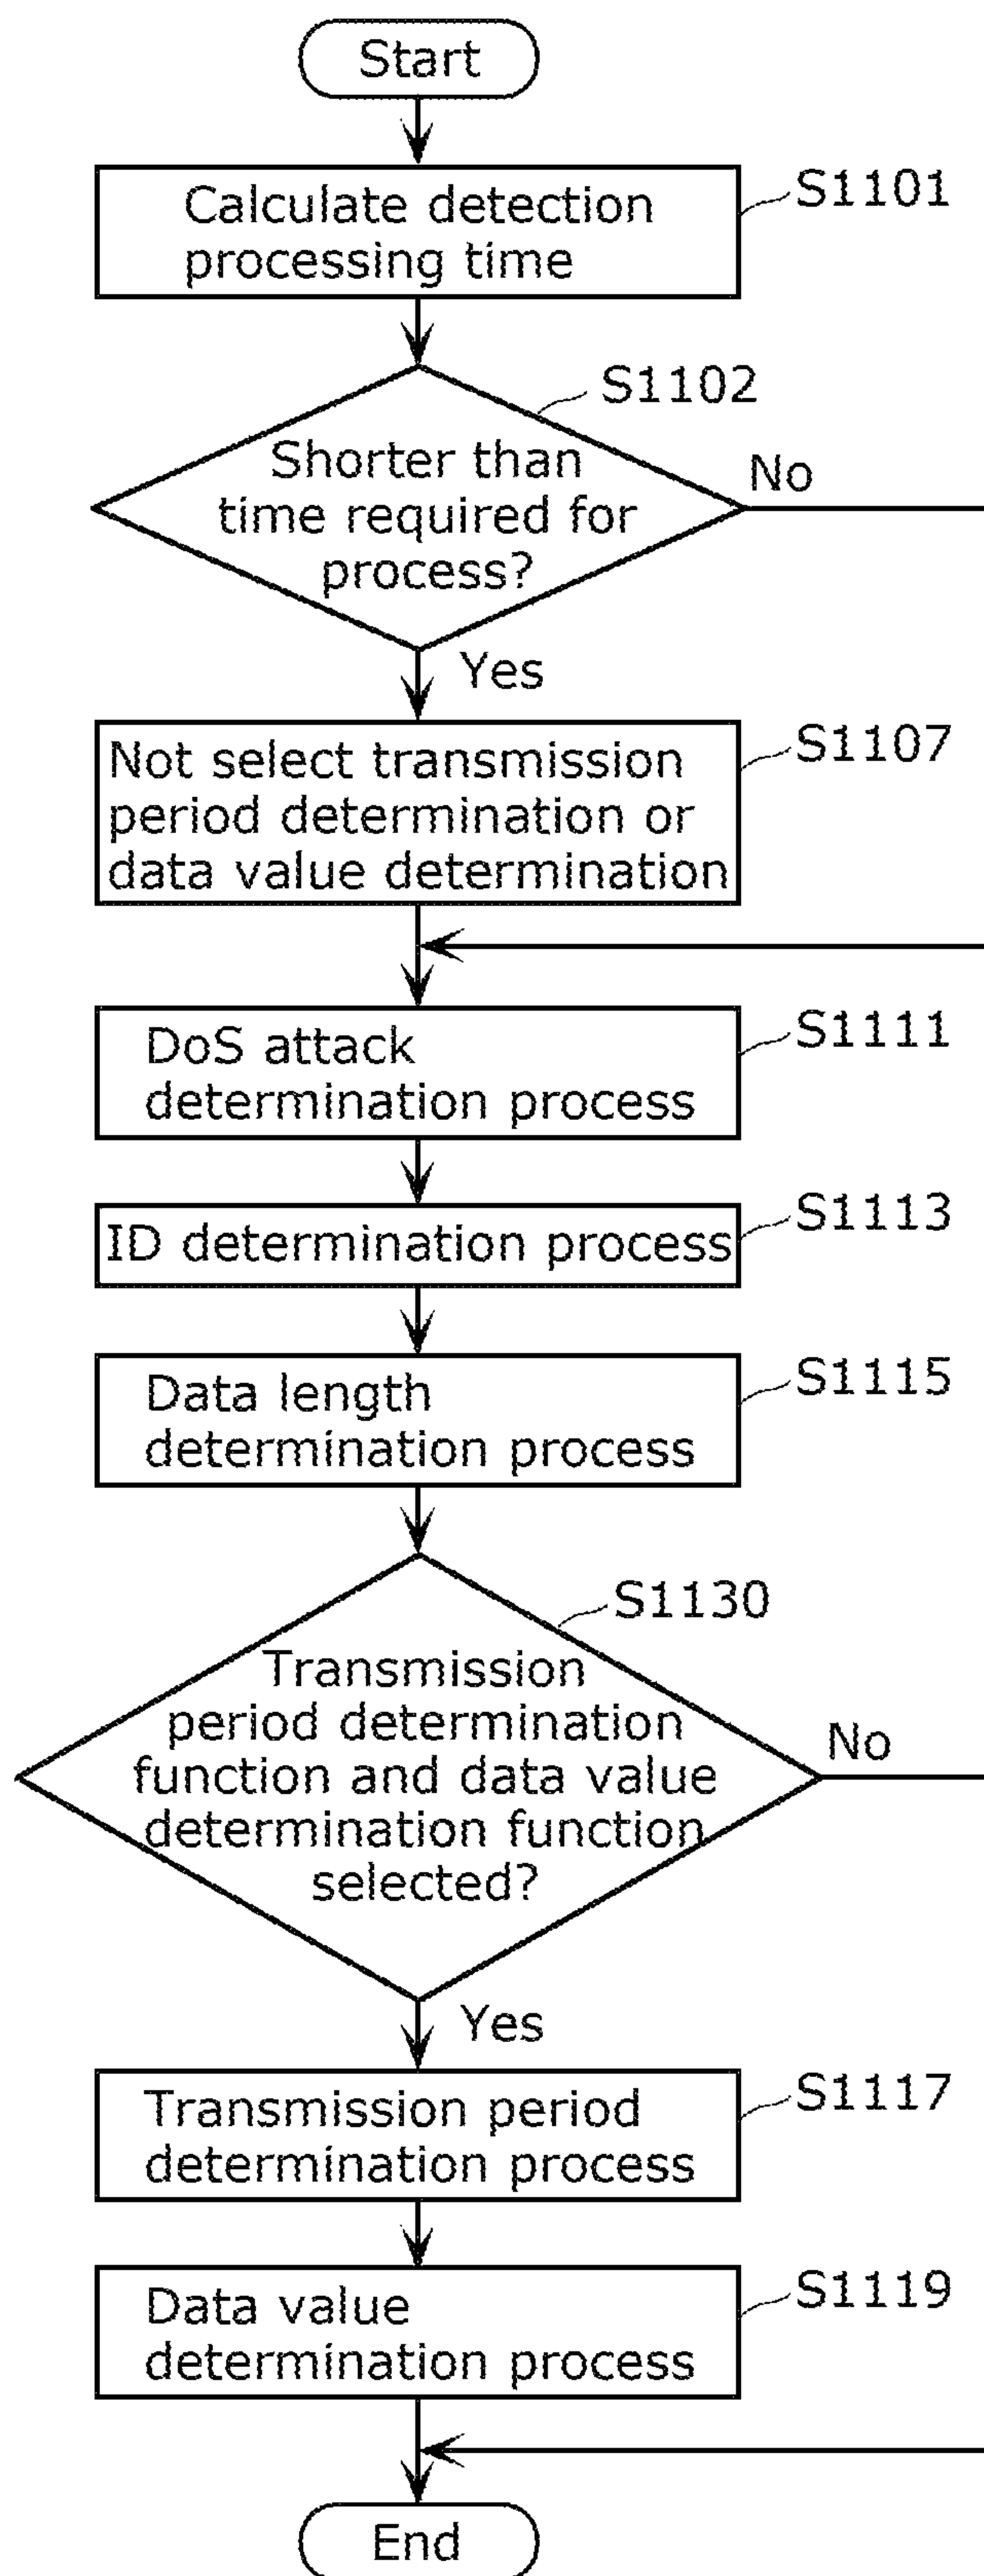 Start
Calculate detection
processing time
S1101
S1102
Shorter than
time required for
process?
No
Yes
Not select transmission
period determination or
data value determination
S1107
DoS attack
determination process
S1111
ID determination process
S1113
Data length
determination process
S1115
S1130
Transmission
period determination
function and data value
determination function
selected?
No
Yes
Transmission period
determination process
S1117
Data value
determination process
S1119
End